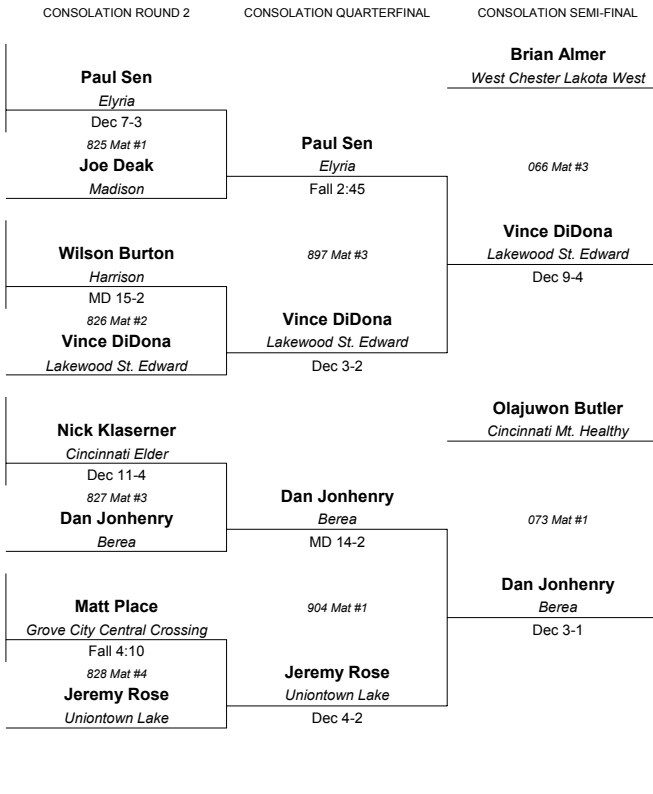 CONSOLATION ROUND 2
CONSOLATION QUARTERFINAL
CONSOLATION SEMI-FINAL
Paul Sen
Elyria
Dec 7-3
825 Mat #1
Joe Deak
Madison
Wilson Burton
Harrison
MD 15-2
826 Mat #2
Vince DiDona
Lakewood St. Edward
Nick Klaserner
Cincinnati Elder
Dec 11-4
827 Mat #3
Dan Jonhenry
Berea
Matt Place
Grove City Central Crossing
Fall 4:10
828 Mat #4
Jeremy Rose
Uniontown Lake
Paul Sen
Elyria
Fall 2:45
897 Mat #3
Vince DiDona
Lakewood St. Edward
Dec 3-2
Dan Jonhenry
Berea
MD 14-2
904 Mat #1
Jeremy Rose
Uniontown Lake
Dec 4-2
Brian Almer
West Chester Lakota West
066 Mat #3
Vince DiDona
Lakewood St. Edward
Dec 9-4
Olajuwon Butler
Cincinnati Mt. Healthy
073 Mat #1
Dan Jonhenry
Berea
Dec 3-1